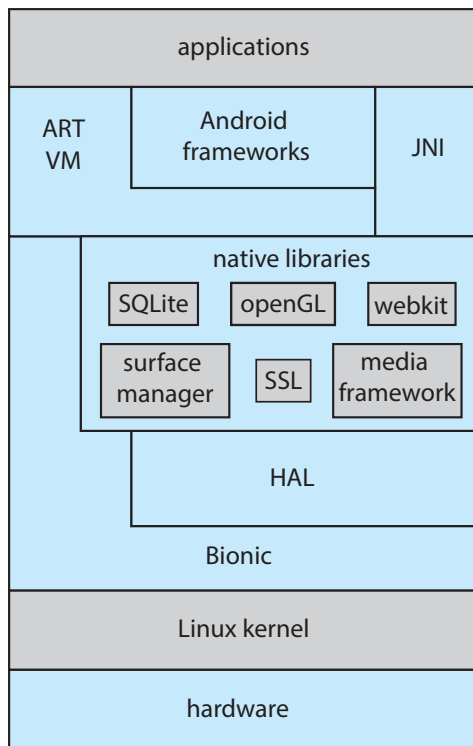 applications
ART
VM
Android
frameworks
JNI
native libraries
SQLite
openGL
webkit
surface
manager
SSL
media
framework
HAL
Bionic
Linux kernel
hardware